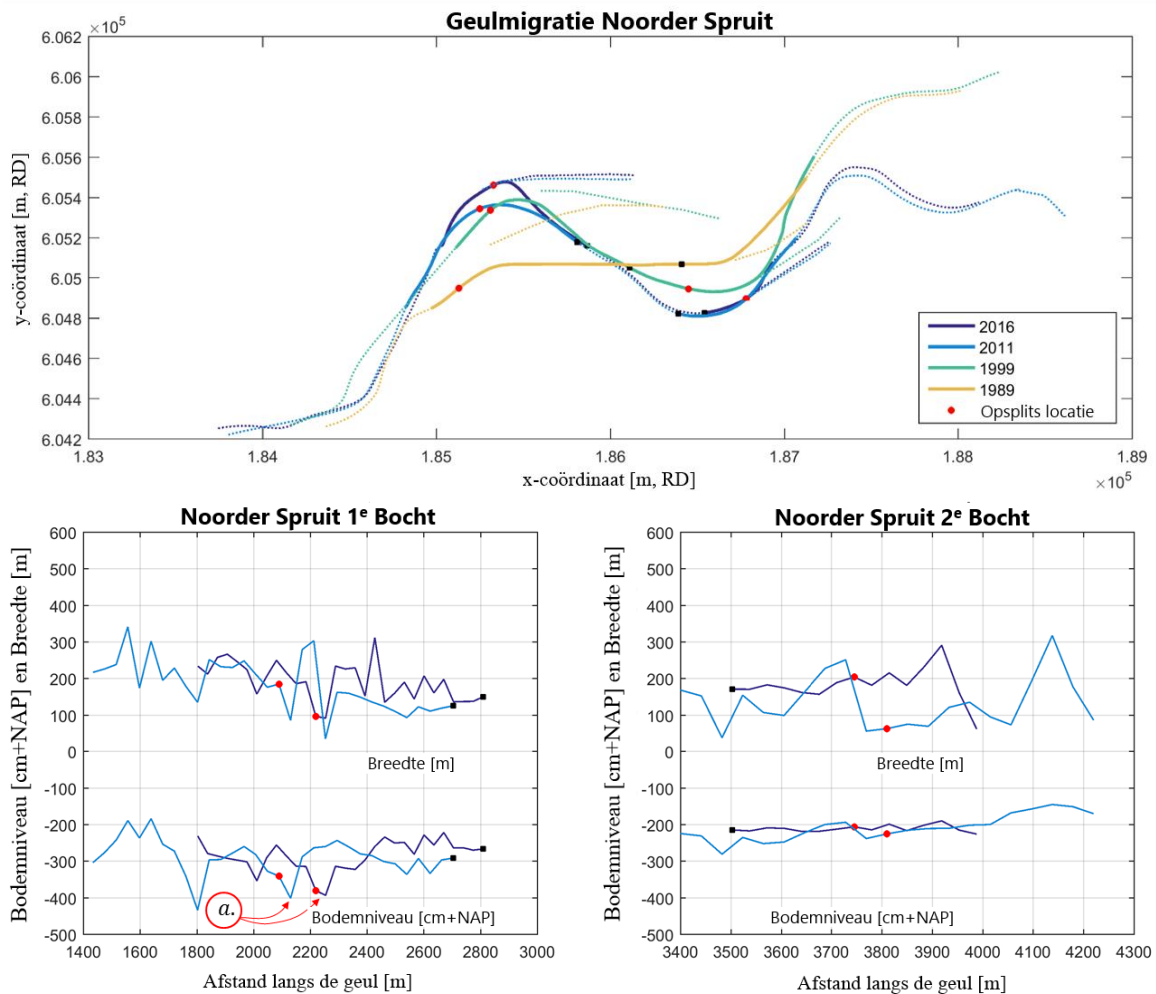 Geulmigratie Noorder Spruit
×10⁵
6.062
6.06
6.058
6.056
6.054
6.052
6.05
6.048
6.046
6.044
6.042
y-coördinaat [m, RD]
2016
2011
1999
1989
Opsplits locatie
1.83 1.84 1.85 1.86 1.87 1.88 1.89
x-coördinaat [m, RD]
×10⁵
Noorder Spruit 1ᵉ Bocht
Bodemniveau [cm+NAP] en Breedte [m]
600
500
400
300
200
100
0
-100
-200
-300
-400
-500
Breedte [m]
a.
Bodemniveau [cm+NAP]
1400 1600 1800 2000 2200 2400 2600 2800 3000
Afstand langs de geul [m]
Noorder Spruit 2ᵉ Bocht
Bodemniveau [cm+NAP] en Breedte [m]
600
500
400
300
200
100
0
-100
-200
-300
-400
-500
Breedte [m]
Bodemniveau [cm+NAP]
3400 3500 3600 3700 3800 3900 4000 4100 4200 4300
Afstand langs de geul [m]